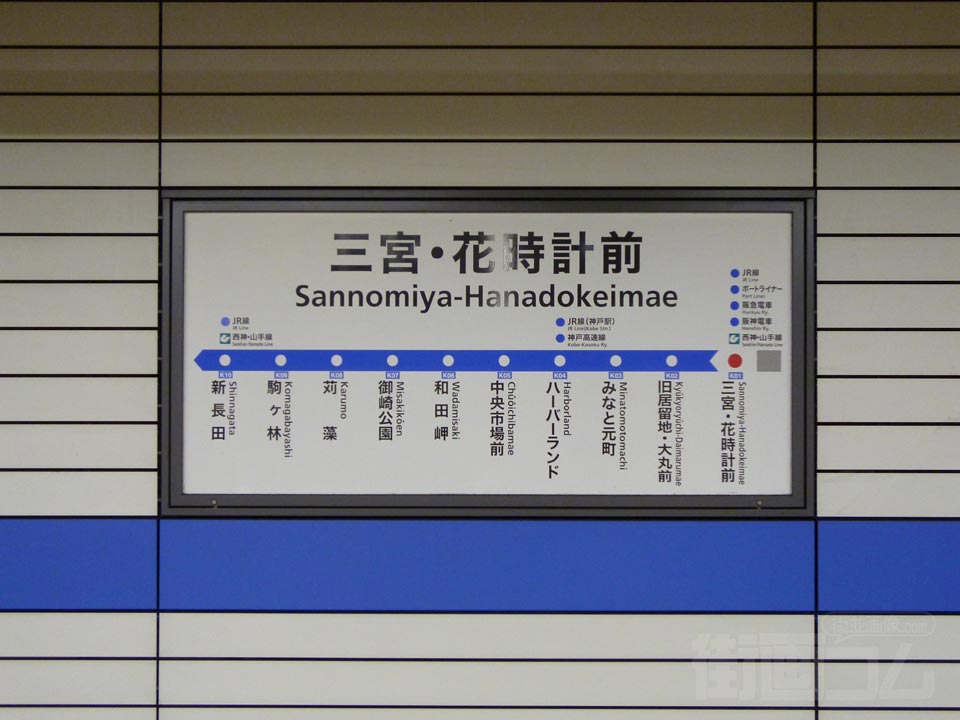 三宮・花時計前
Sannomiya-Hanadokeimae
JR線
JR Line
ポートライナー
Port Liner
阪急電車
Hankyu Ry.
阪神電車
Hanshin Ry.
西神・山手線
Seishin-Yamate Line
JR線(神戸駅)
JR Line(Kobe Stn.)
神戸高速線
Kobe-Kosoku Ry.
JR線
JR Line
西神・山手線
Seishin-Yamate Line
K10
新長田
Shinnagata
K09
駒ヶ林
Komagabayashi
K08
苅藻
Karumo
K07
御崎公園
Misakikōen
K06
和田岬
Wadamisaki
K05
中央市場前
Chūōichibamae
K04
ハーバーランド
Harborland
K03
みなと元町
Minatomotomachi
K02
旧居留地・大丸前
Kyūkyoryūchi-Daimarumae
K01
三宮・花時計前
Sannomiya-Hanadokeimae
街画コム